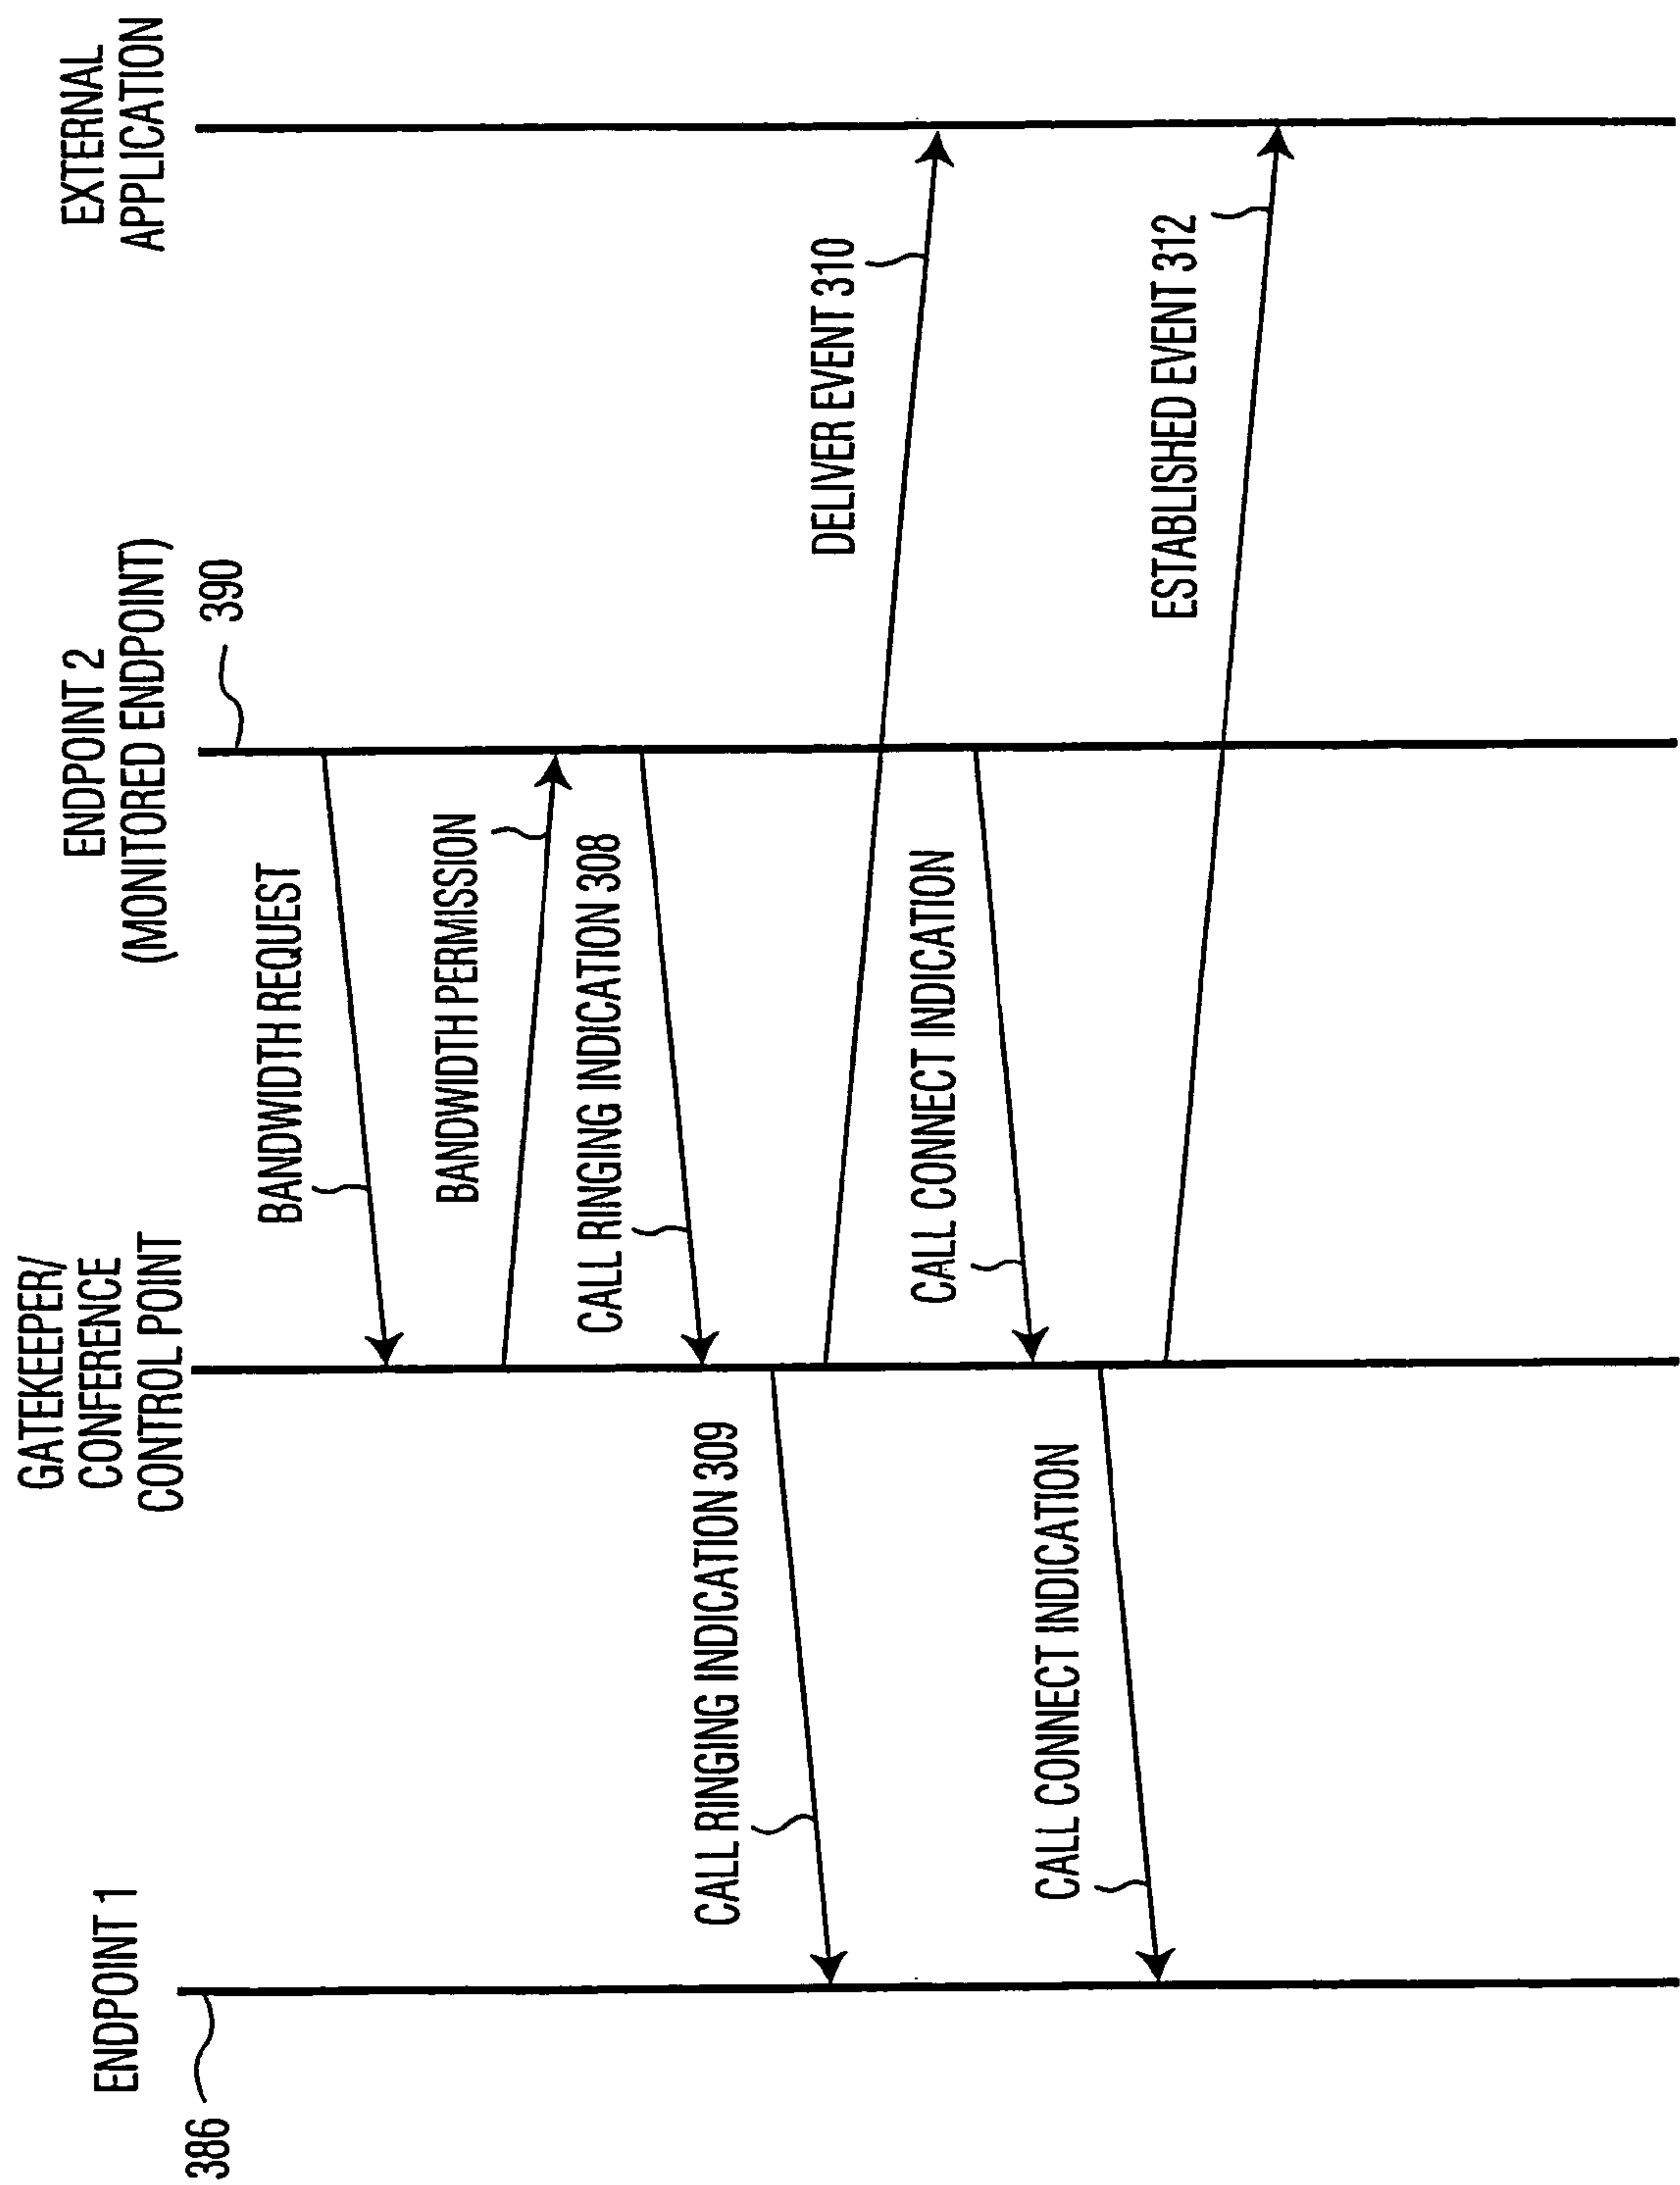 ENDPOINT 1
386
GATEKEEPER/
CONFERENCE
CONTROL POINT
ENDPOINT 2
(MONITORED ENDPOINT)
390
EXTERNAL
APPLICATION
BANDWIDTH REQUEST
BANDWIDTH PERMISSION
CALL RINGING INDICATION 308
CALL RINGING INDICATION 309
DELIVER EVENT 310
CALL CONNECT INDICATION
CALL CONNECT INDICATION
ESTABLISHED EVENT 312